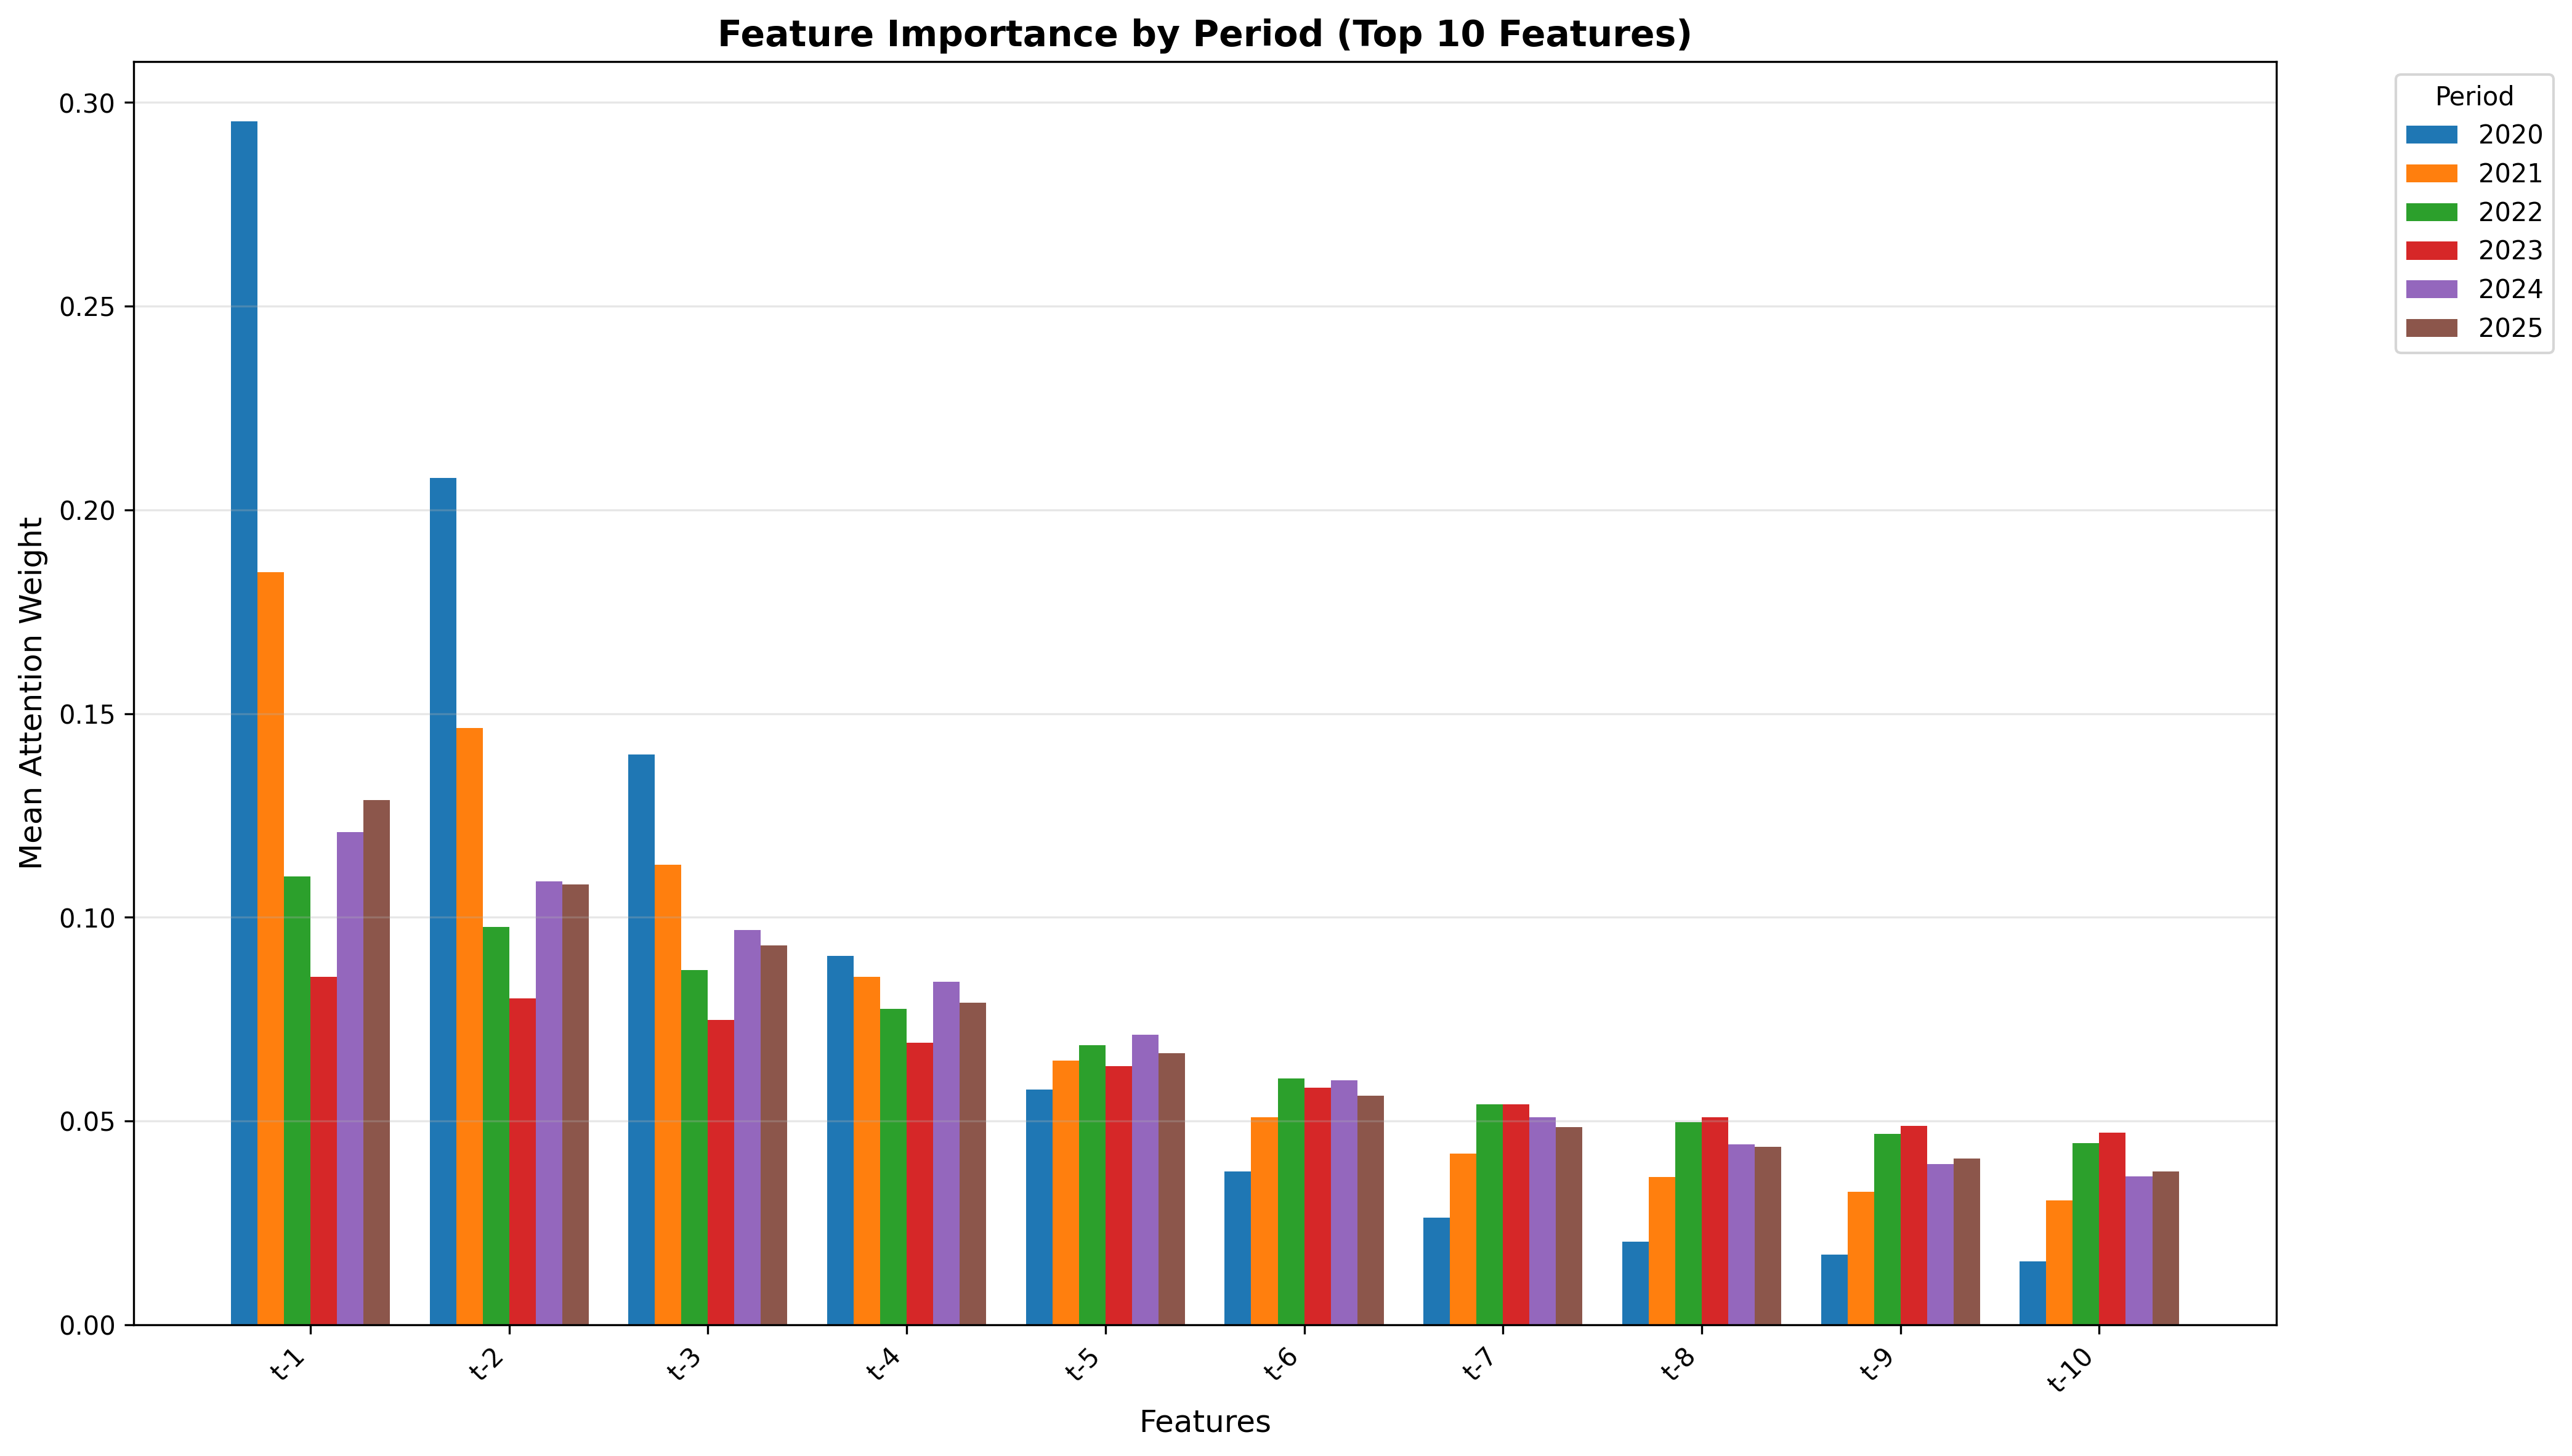 Feature Importance by Period (Top 10 Features)
Mean Attention Weight
0.30
0.25
0.20
0.15
0.10
0.05
0.00
t-1
t-2
t-3
t-4
t-5
t-6
t-7
t-8
t-9
t-10
Features
Period
2020
2021
2022
2023
2024
2025